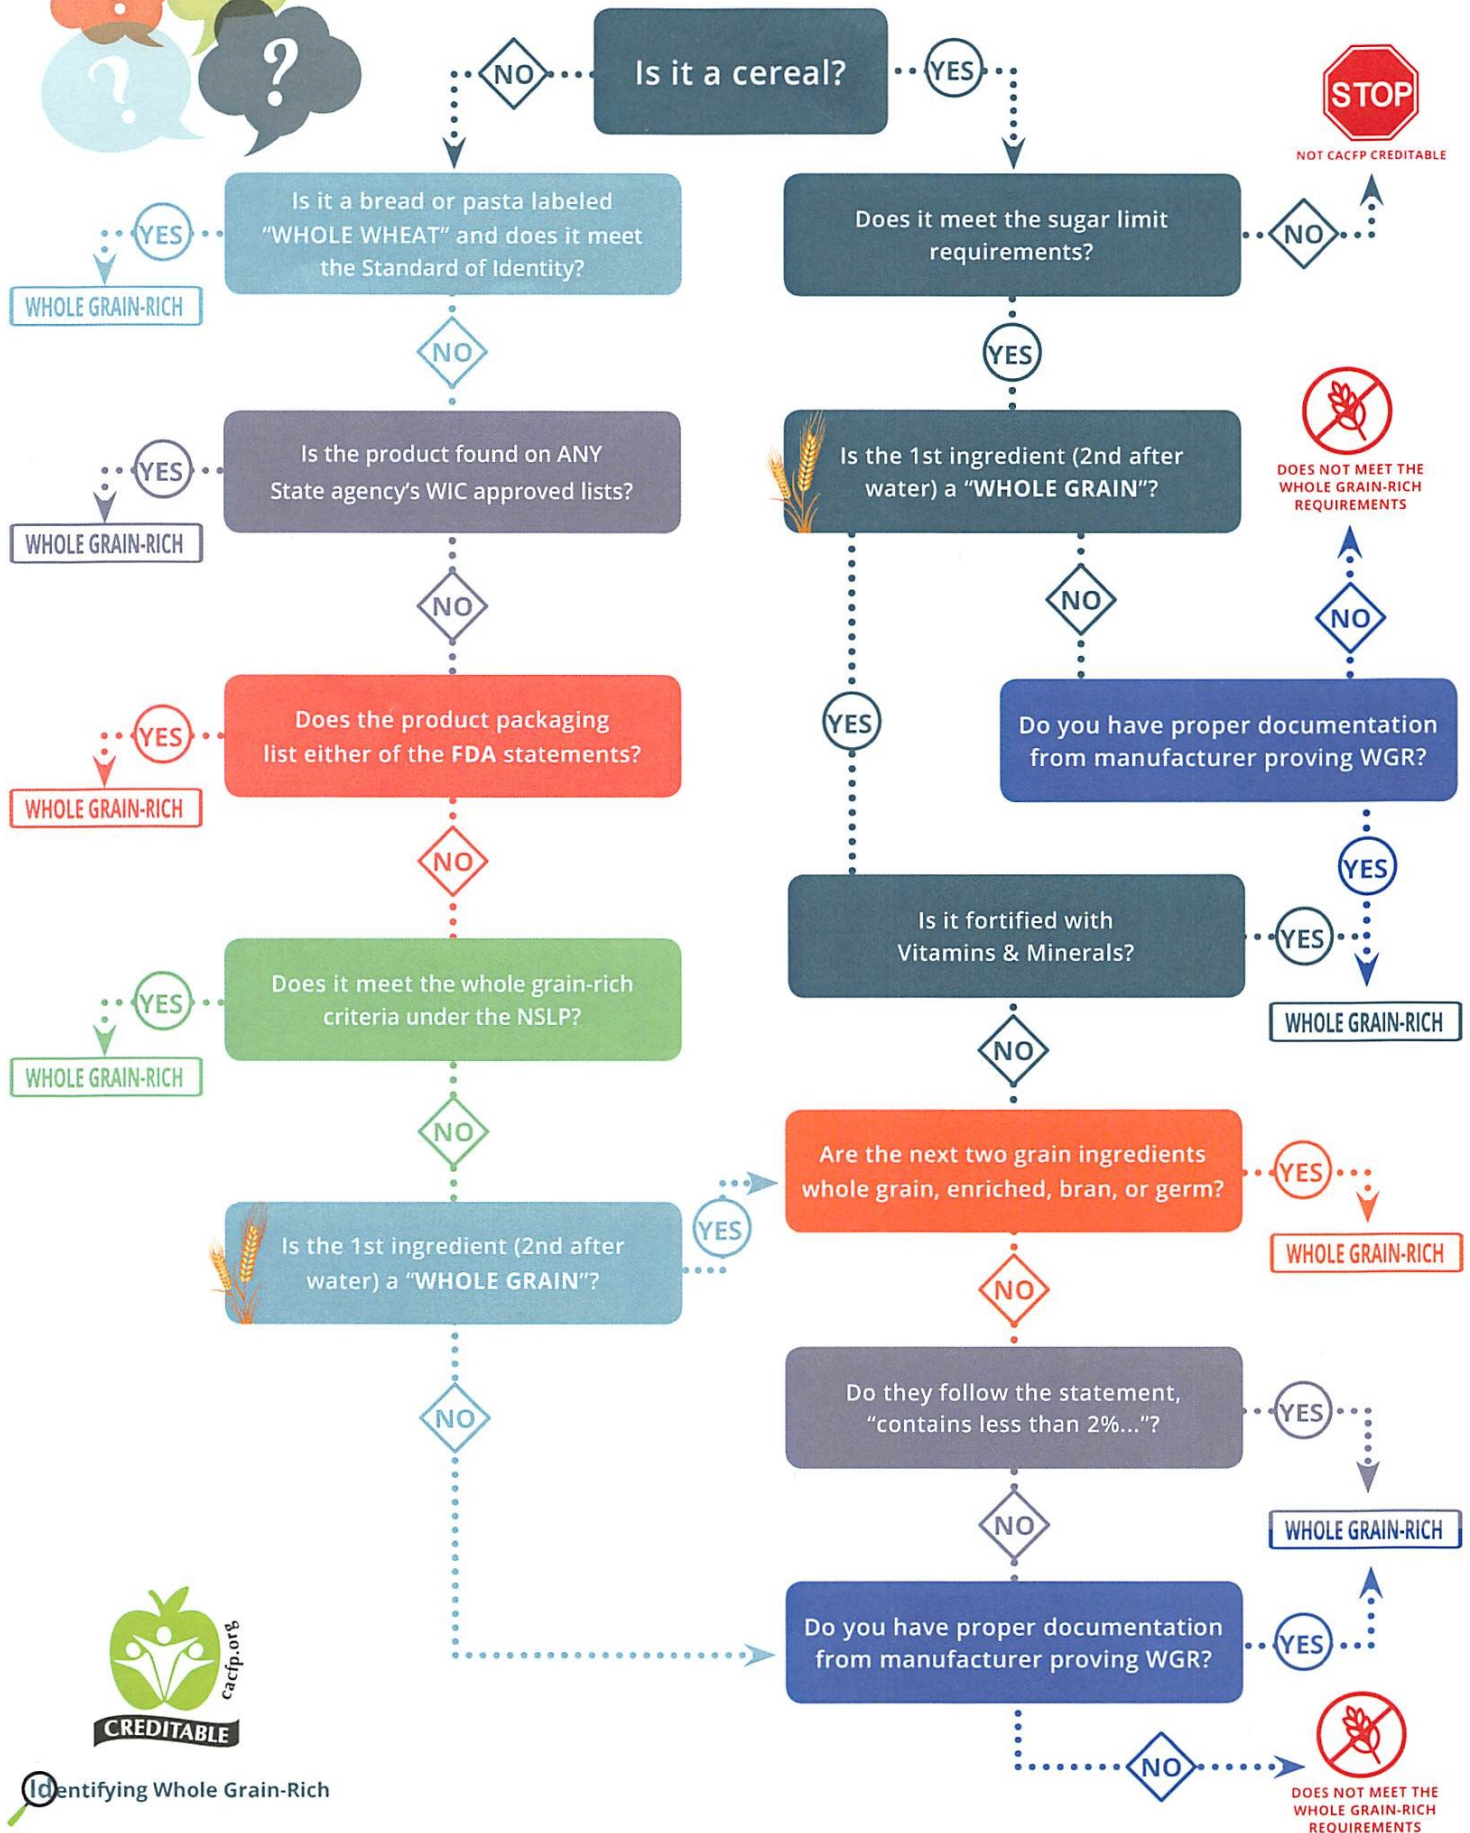 ?
?
Is it a cereal?
NO
YES
STOP
NOT CACFP CREDITABLE
Is it a bread or pasta labeled
“WHOLE WHEAT” and does it meet
the Standard of Identity?
YES
WHOLE GRAIN-RICH
NO
Does it meet the sugar limit
requirements?
NO
YES
Is the product found on ANY
State agency’s WIC approved lists?
YES
WHOLE GRAIN-RICH
NO
Is the 1st ingredient (2nd after
water) a “WHOLE GRAIN”?
DOES NOT MEET THE
WHOLE GRAIN-RICH
REQUIREMENTS
NO
NO
YES
Does the product packaging
list either of the FDA statements?
YES
WHOLE GRAIN-RICH
NO
Do you have proper documentation
from manufacturer proving WGR?
YES
Is it fortified with
Vitamins & Minerals?
YES
WHOLE GRAIN-RICH
NO
Does it meet the whole grain-rich
criteria under the NSLP?
YES
WHOLE GRAIN-RICH
NO
Is the 1st ingredient (2nd after
water) a “WHOLE GRAIN”?
YES
NO
Are the next two grain ingredients
whole grain, enriched, bran, or germ?
YES
WHOLE GRAIN-RICH
NO
Do they follow the statement,
“contains less than 2%...”?
YES
WHOLE GRAIN-RICH
NO
Do you have proper documentation
from manufacturer proving WGR?
YES
NO
DOES NOT MEET THE
WHOLE GRAIN-RICH
REQUIREMENTS
cacfp.org
CREDITABLE
Identifying Whole Grain-Rich